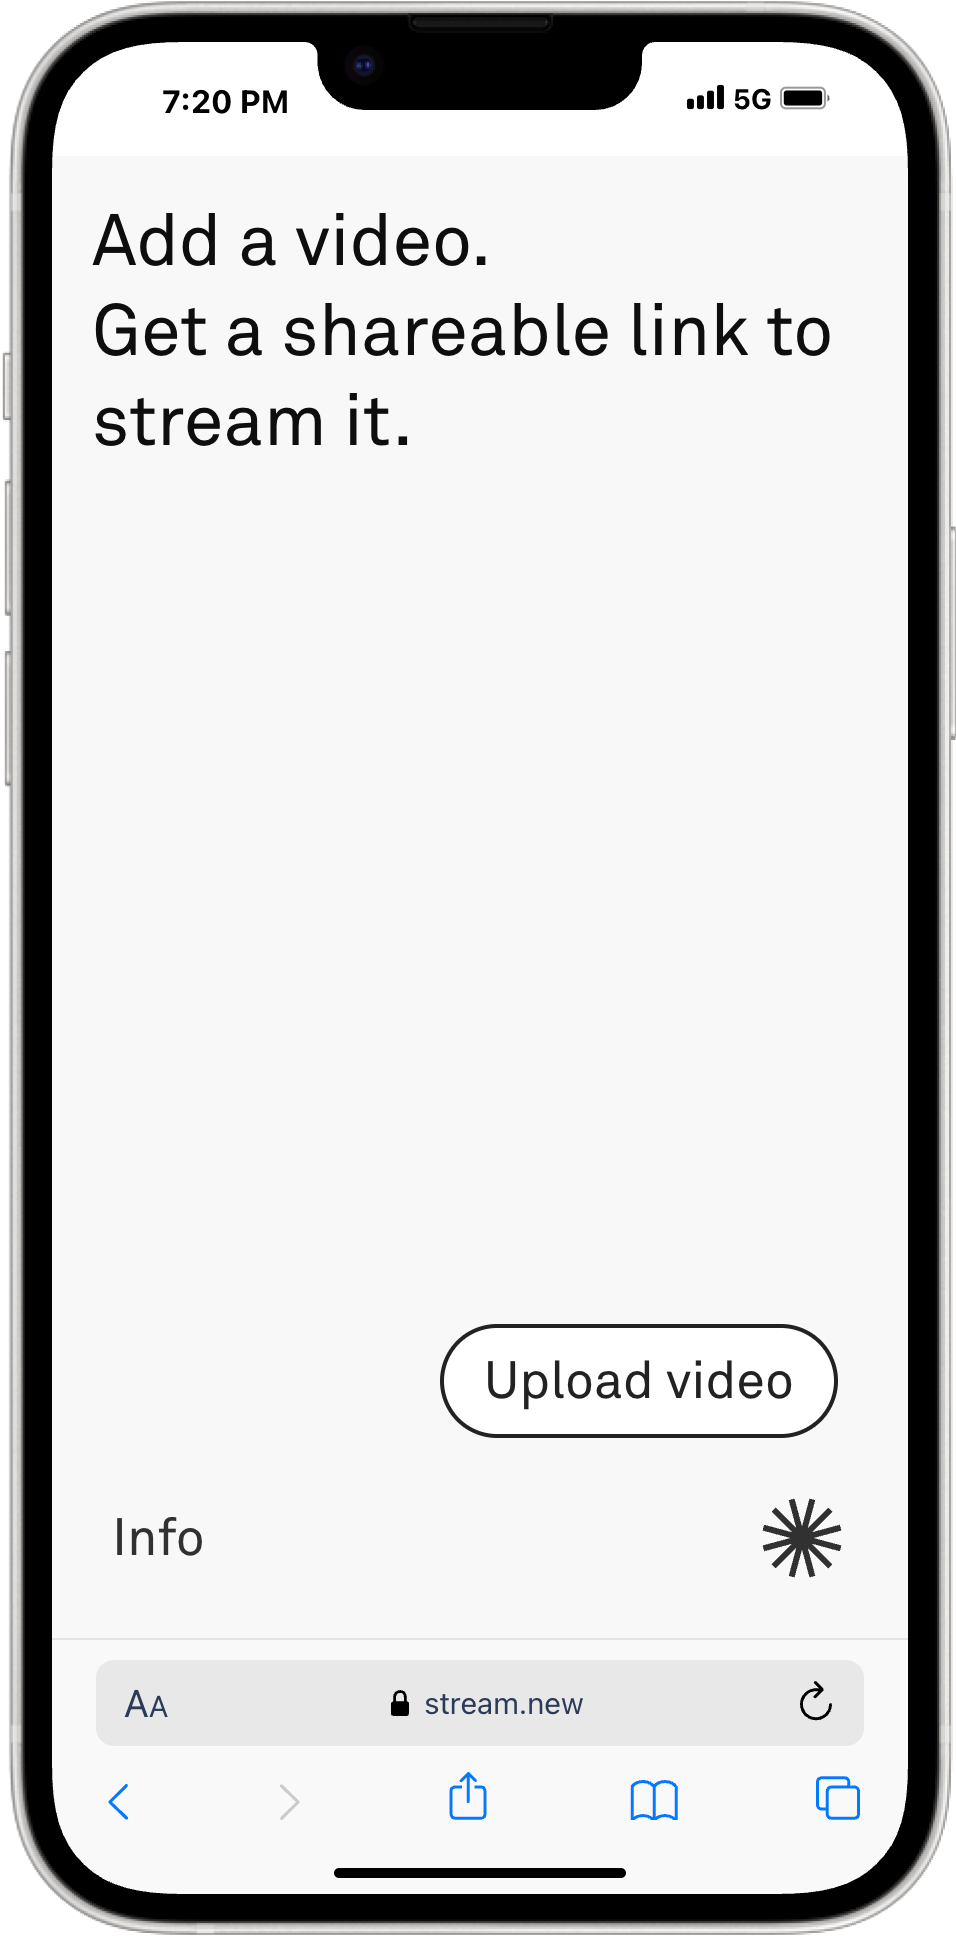 7:20 PM 5G
Add a video.
Get a shareable link to
stream it.
Upload video
Info
AA stream.new